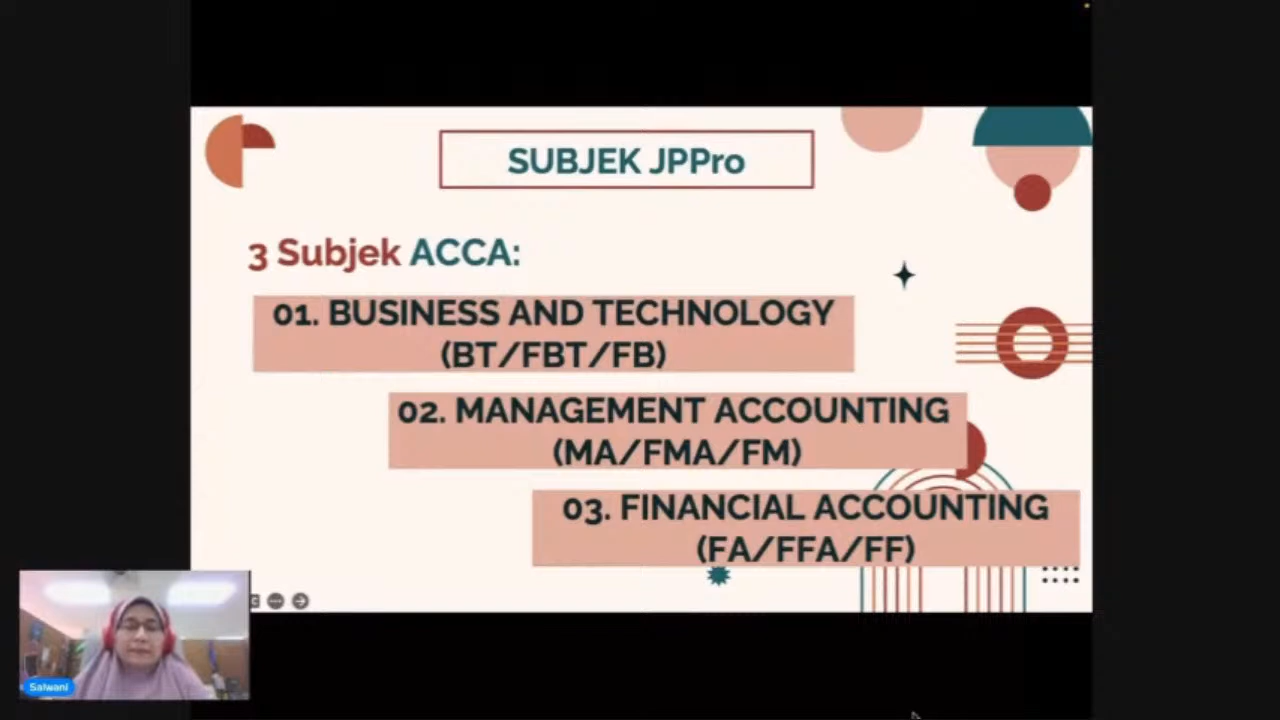 SUBJEK JPPro
3 Subjek ACCA:
01. BUSINESS AND TECHNOLOGY
(BT/FBT/FB)
02. MANAGEMENT ACCOUNTING
(MA/FMA/FM)
03. FINANCIAL ACCOUNTING
(FA/FFA/FF)
Salwani